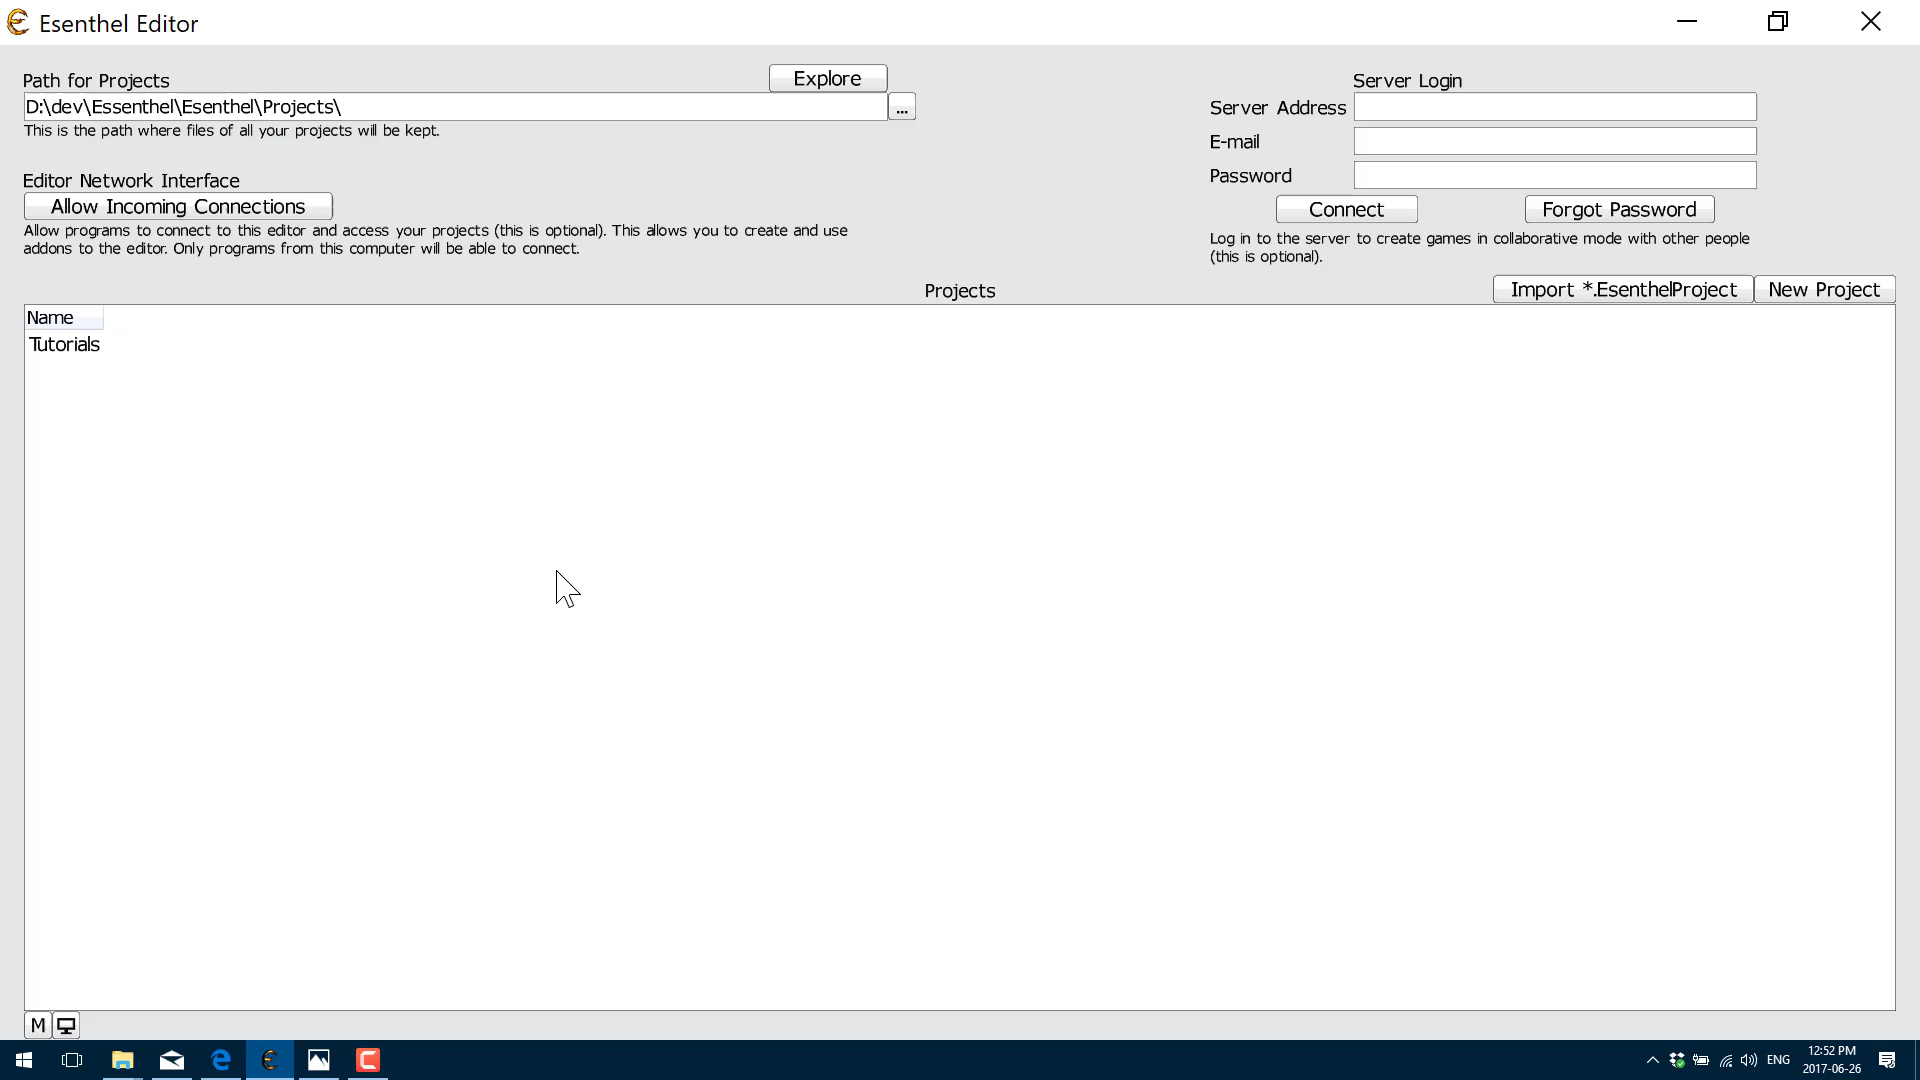 Esenthel Editor
Path for Projects
Explore
D:\dev\Essenthel\Esenthel\Projects\
...
This is the path where files of all your projects will be kept.
Editor Network Interface
Allow Incoming Connections
Allow programs to connect to this editor and access your projects (this is optional). This allows you to create and use
addons to the editor. Only programs from this computer will be able to connect.
Server Login
Server Address
E-mail
Password
Connect
Forgot Password
Log in to the server to create games in collaborative mode with other people
(this is optional).
Projects
Import *.EsenthelProject
New Project
Name
Tutorials
M
ENG
12:52 PM
2017-06-26